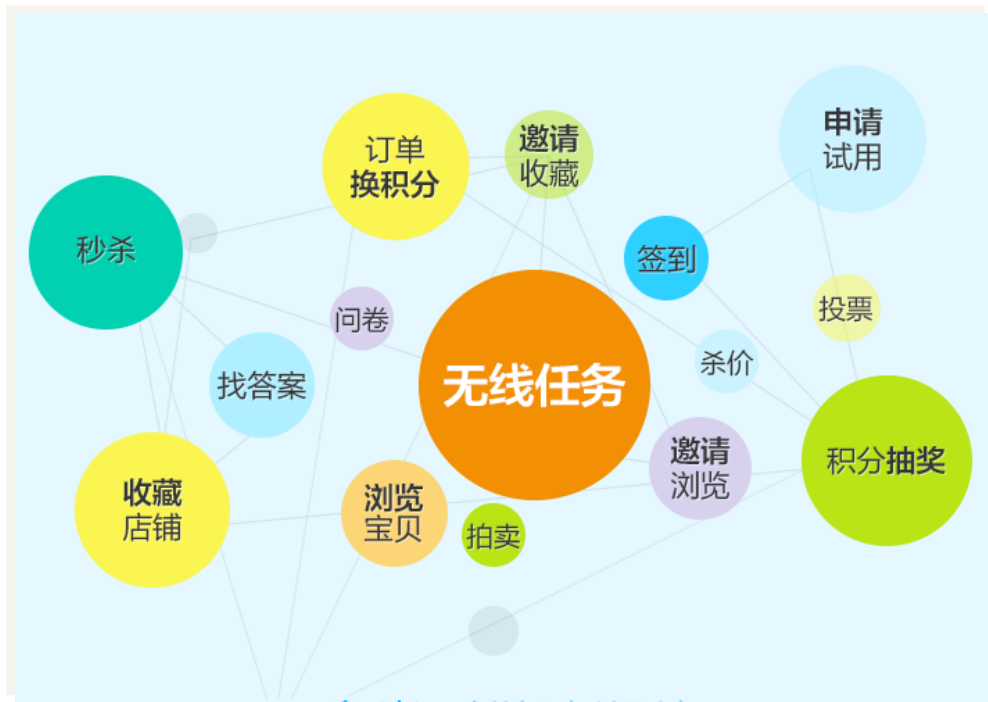 订单
换积分
邀请
收藏
申请
试用
秒杀
签到
问卷
投票
杀价
找答案
无线任务
邀请
浏览
积分抽奖
收藏
店铺
浏览
宝贝
拍卖